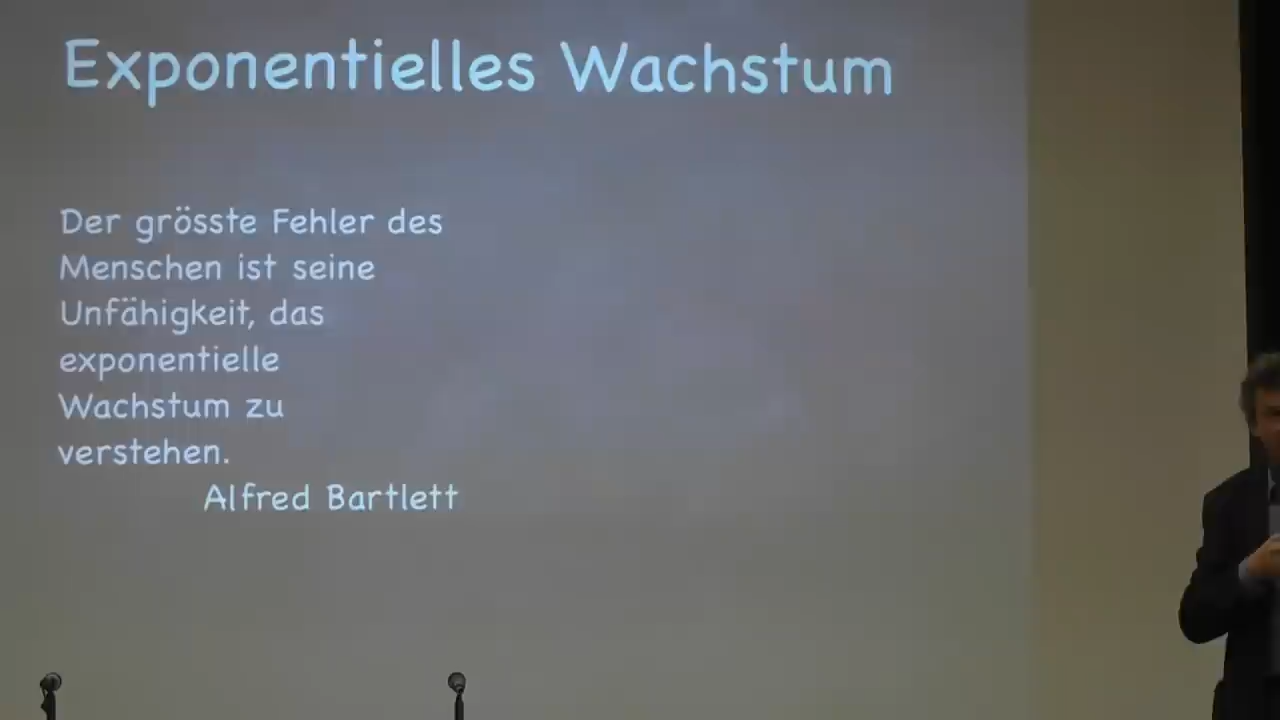 Exponentielles Wachstum
Der grösste Fehler des
Menschen ist seine
Unfähigkeit, das
exponentielle
Wachstum zu
verstehen.
Alfred Bartlett